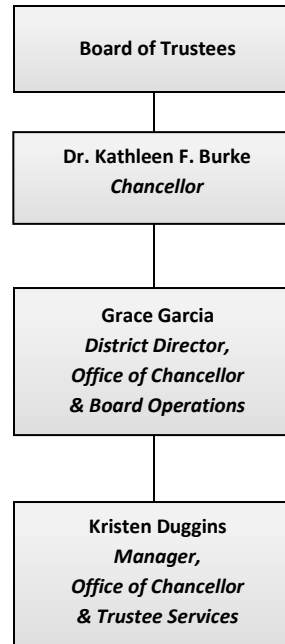 Board of Trustees
Dr. Kathleen F. Burke
Chancellor
Grace Garcia
District Director,
Office of Chancellor
& Board Operations
Kristen Duggins
Manager,
Office of Chancellor
& Trustee Services